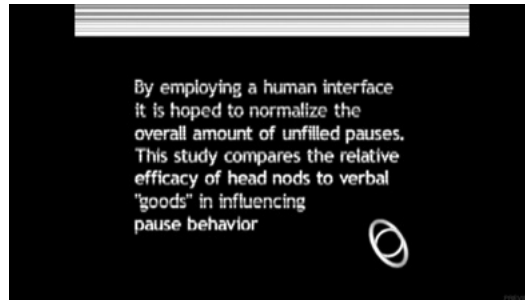 By employing a human interface
it is hoped to normalize the
overall amount of unfilled pauses.
This study compares the relative
efficacy of head nods to verbal
"goods" in influencing
pause behavior